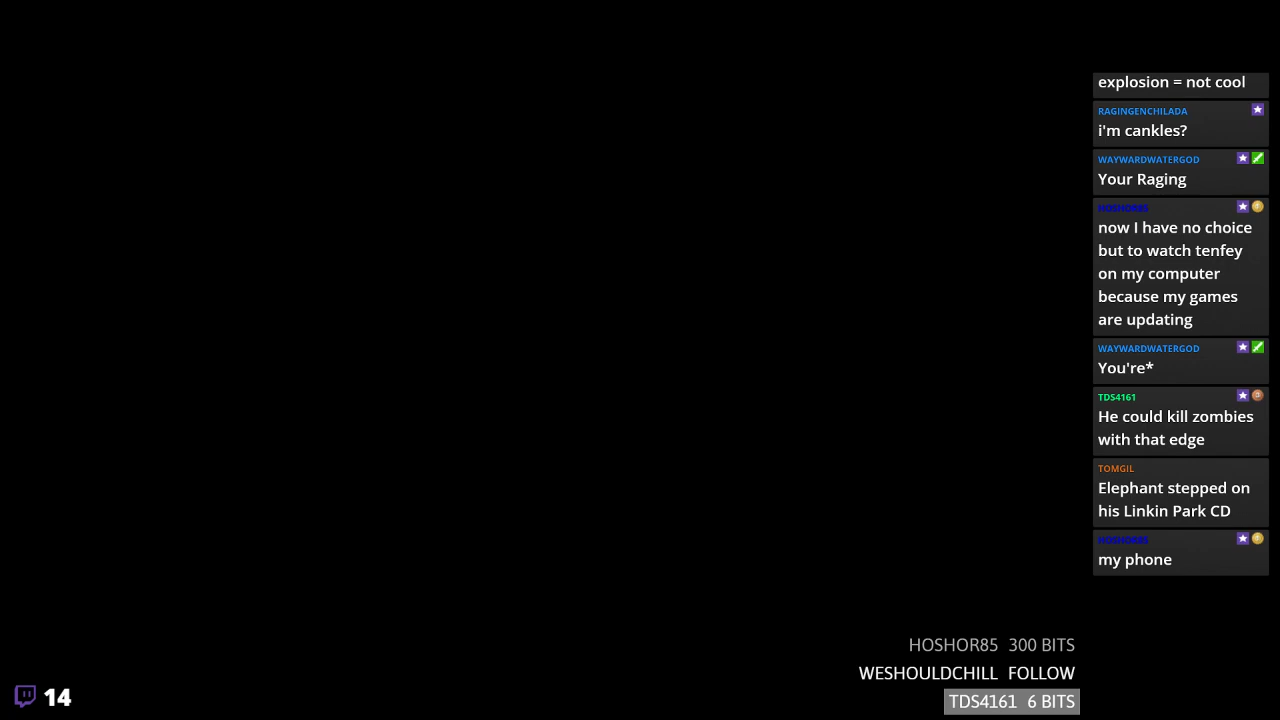 explosion = not cool
RAGINGENCHILADA
i'm cankles?
WAYWARDWATERGOD
Your Raging
HOSHOR85
now I have no choice
but to watch tenfey
on my computer
because my games
are updating
WAYWARDWATERGOD
You're*
TDS4161
He could kill zombies
with that edge
TOMGIL
Elephant stepped on
his Linkin Park CD
HOSHOR85
my phone
HOSHOR85 300 BITS
WESHOULDCHILL FOLLOW
TDS4161 6 BITS
14